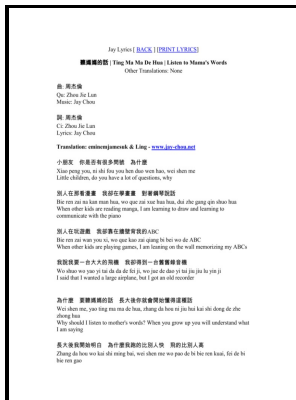 Jay Lyrics [ BACK ] [PRINT LYRICS]
聽媽媽的話 | Ting Ma Ma De Hua | Listen to Mama's Words
Other Translations: None
曲: 周杰倫
Qu: Zhou Jie Lun
Music: Jay Chou
詞: 周杰倫
Ci: Zhou Jie Lun
Lyrics: Jay Chou
Translation: eminemjamesuk & Ling - www.jay-chou.net
小朋友 你是否有很多問號 為什麼
Xiao peng you, ni shi fou you hen duo wen hao, wei shen me
Little children, do you have a lot of questions, why
別人在那看漫畫 我卻在學畫畫 對著鋼琴說話
Bie ren zai na kan man hua, wo que zai xue hua hua, dui zhe gang qin shuo hua
When other kids are reading manga, I am learning to draw and learning to
communicate with the piano
別人在玩遊戲 我卻靠在牆壁背我的ABC
Bie ren zai wan you xi, wo que kao zai qiang bi bei wo de ABC
When other kids are playing games, I am leaning on the wall memorizing my ABCs
我說我要一台大大的飛機 我卻得到一台舊舊錄音機
Wo shuo wo yao yi tai da da de fei ji, wo jue de dao yi tai jiu jiu lu yin ji
I said that I wanted a large airplane, but I got an old recorder
為什麼 要聽媽媽的話 長大後你就會開始懂得這種話
Wei shen me, yao ting ma ma de hua, zhang da hou ni jiu hui kai shi dong de zhe
zhong hua
Why should I listen to mother's words? When you grow up you will understand what
I am saying
長大後我開始明白 為什麼我跑的比別人快 飛的比別人高
Zhang da hou wo kai shi ming bai, wei shen me wo pao de bi bie ren kuai, fei de bi
bie ren gao